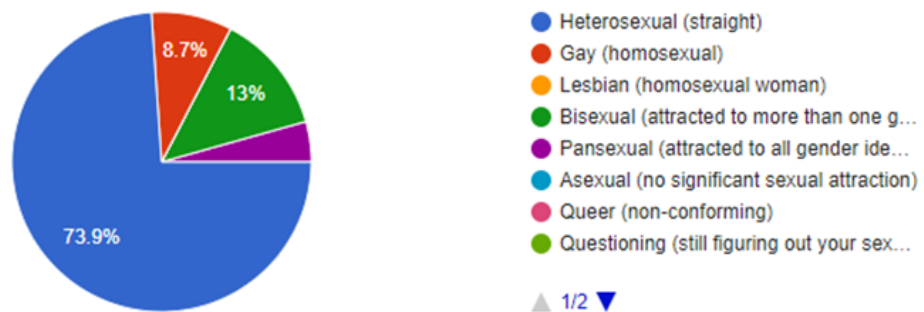 8.7%
13%
73.9%
Heterosexual (straight)
Gay (homosexual)
Lesbian (homosexual woman)
Bisexual (attracted to more than one g...
Pansexual (attracted to all gender ide...
Asexual (no significant sexual attraction)
Queer (non-conforming)
Questioning (still figuring out your sex...
1/2